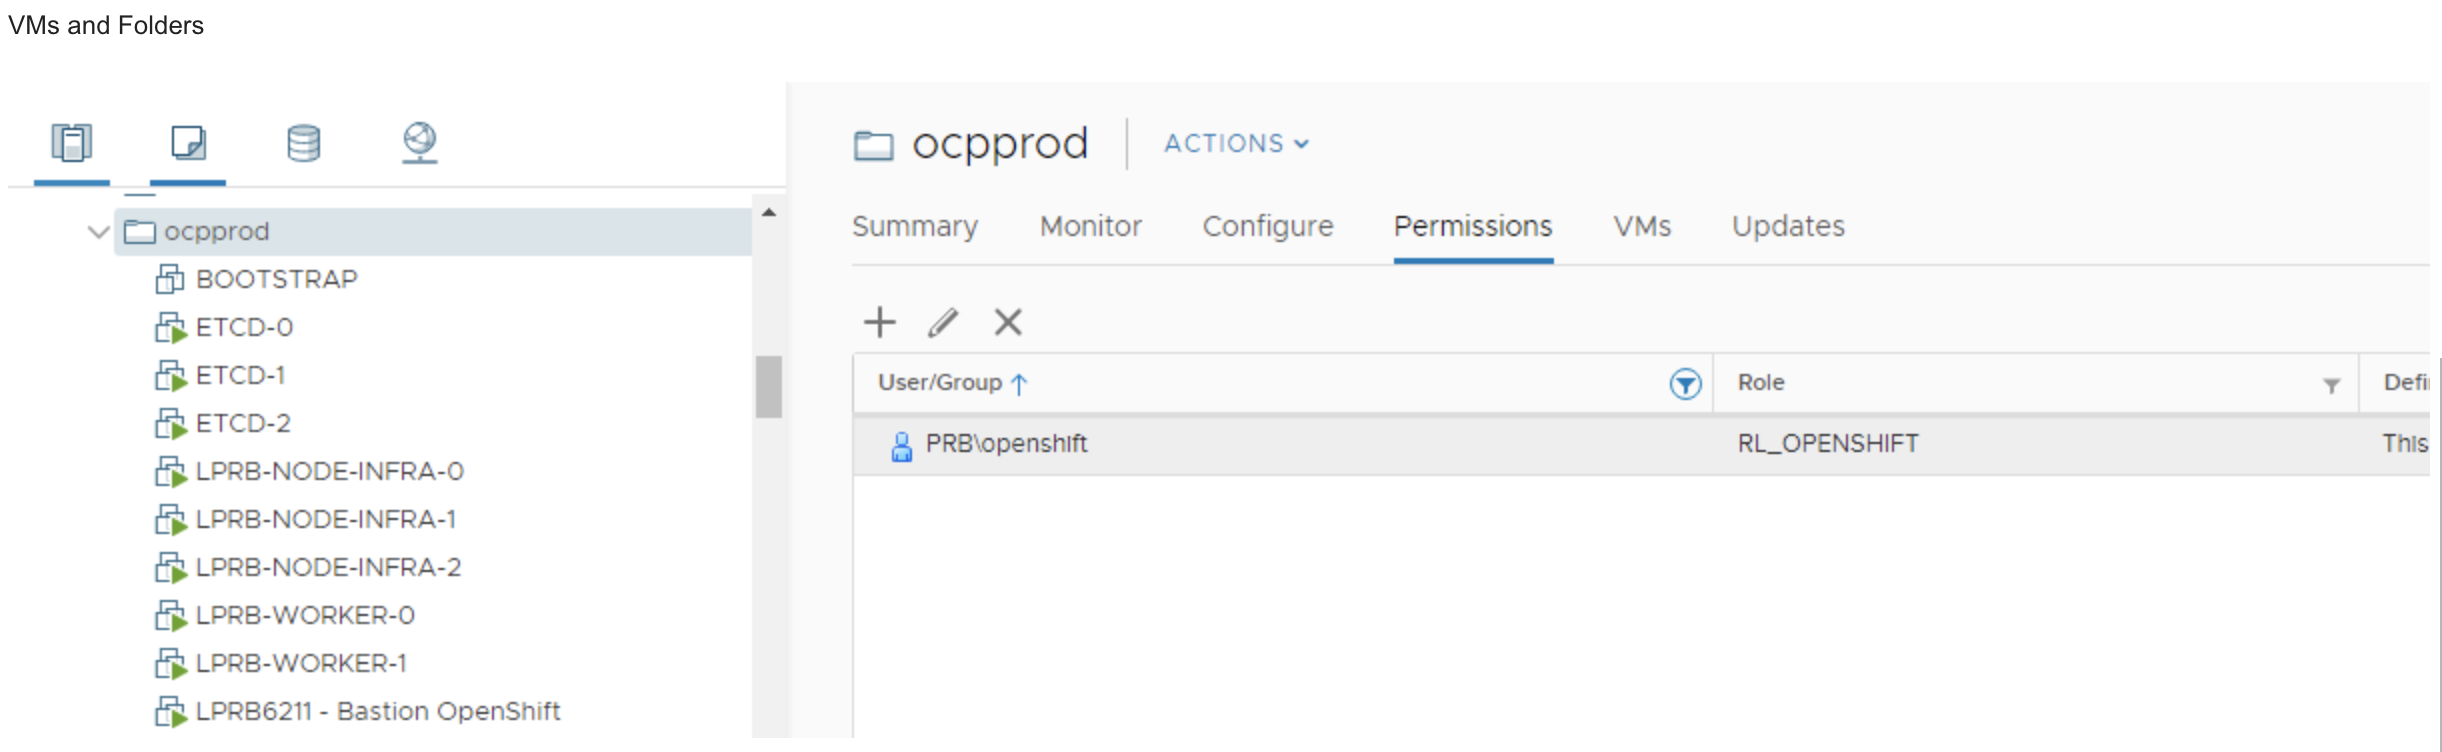 VMs and Folders
ocpprod
BOOTSTRAP
ETCD-0
ETCD-1
ETCD-2
LPRB-NODE-INFRA-0
LPRB-NODE-INFRA-1
LPRB-NODE-INFRA-2
LPRB-WORKER-0
LPRB-WORKER-1
LPRB6211 - Bastion OpenShift
ocpprod ACTIONS
Summary Monitor Configure Permissions VMs Updates
User/Group Role Defi
PRB\openshift RL_OPENSHIFT This